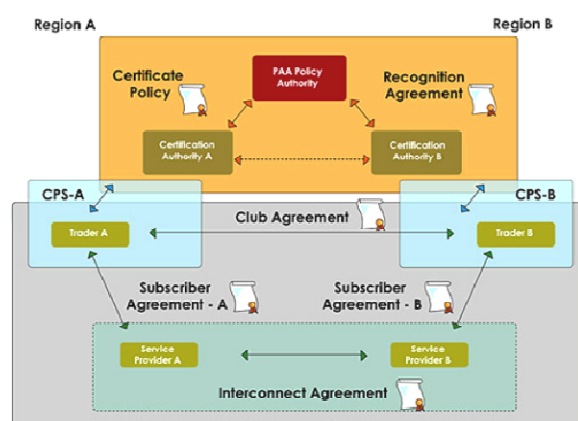 Region A
Region B
Certificate
Policy
PAA Policy
Authority
Recognition
Agreement
Certification
Authority A
Certification
Authority B
CPS-A
CPS-B
Club Agreement
Trader A
Trader B
Subscriber
Agreement - A
Subscriber
Agreement - B
Service
Provider A
Service
Provider B
Interconnect Agreement